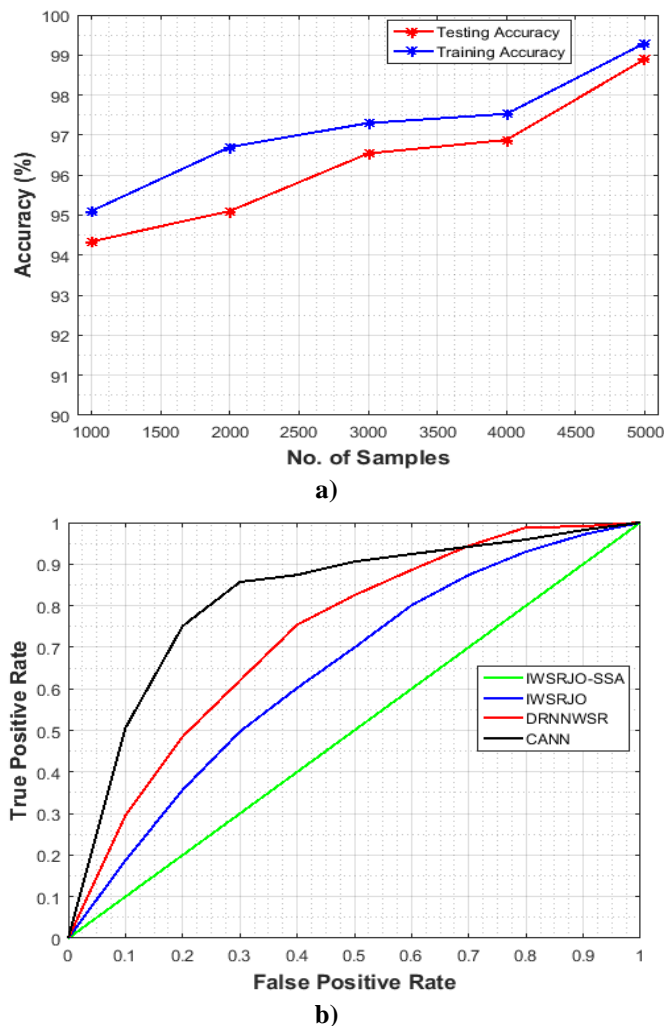 100
99
98
97
96
95
94
93
92
91
90
Accuracy (%)
Testing Accuracy
Training Accuracy
1000 1500 2000 2500 3000 3500 4000 4500 5000
No. of Samples
a)
1
0.9
0.8
0.7
0.6
0.5
0.4
0.3
0.2
0.1
0
True Positive Rate
IWSRJO-SSA
IWSRJO
DRNNWSR
CANN
0 0.1 0.2 0.3 0.4 0.5 0.6 0.7 0.8 0.9 1
False Positive Rate
b)